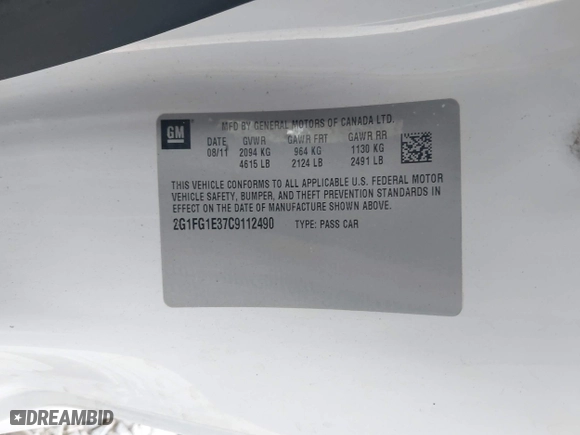 MFD BY GENERAL MOTORS OF CANADA LTD.
GM
DATE GVWR GAWR FRT GAWR RR
08/11 2094 KG 964 KG 1130 KG
4615 LB 2124 LB 2491 LB
THIS VEHICLE CONFORMS TO ALL APPLICABLE U.S. FEDERAL MOTOR
VEHICLE SAFETY, BUMPER, AND THEFT PREVENTION STANDARDS IN
EFFECT ON THE DATE OF MANUFACTURE SHOWN ABOVE.
2G1FG1E37C9112490 TYPE: PASS CAR
DREAMBID